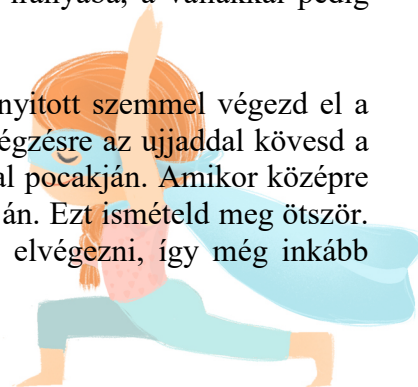 irányába, a vállakkal pedig
nyitott szemmel végezd el a
égzésre az ujjaddal kövesd a
al pocakján. Amikor középre
án. Ezt ismételd meg ötször.
elvégezni, így még inkább